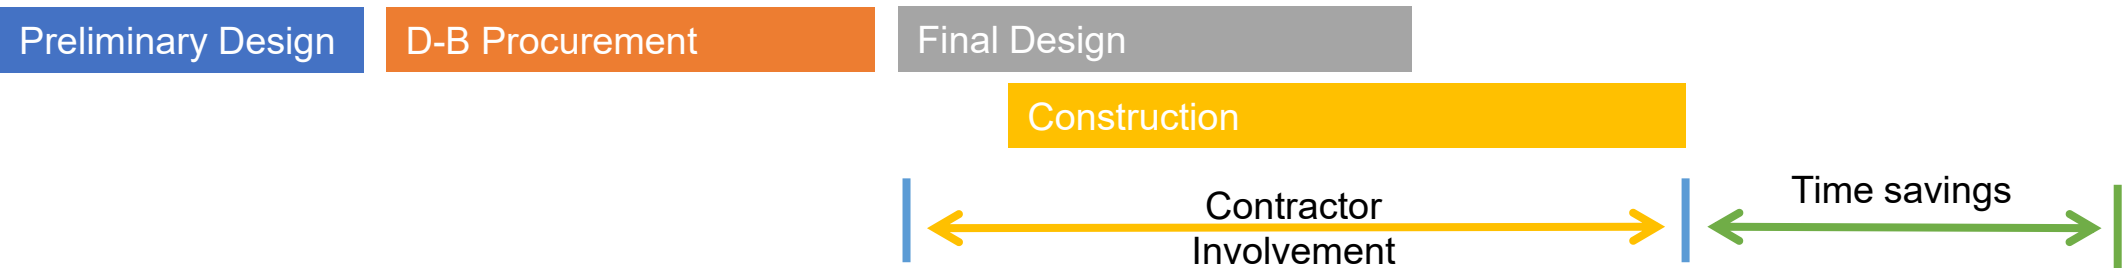 Preliminary Design
D-B Procurement
Final Design
Construction
Contractor
Involvement
Time savings